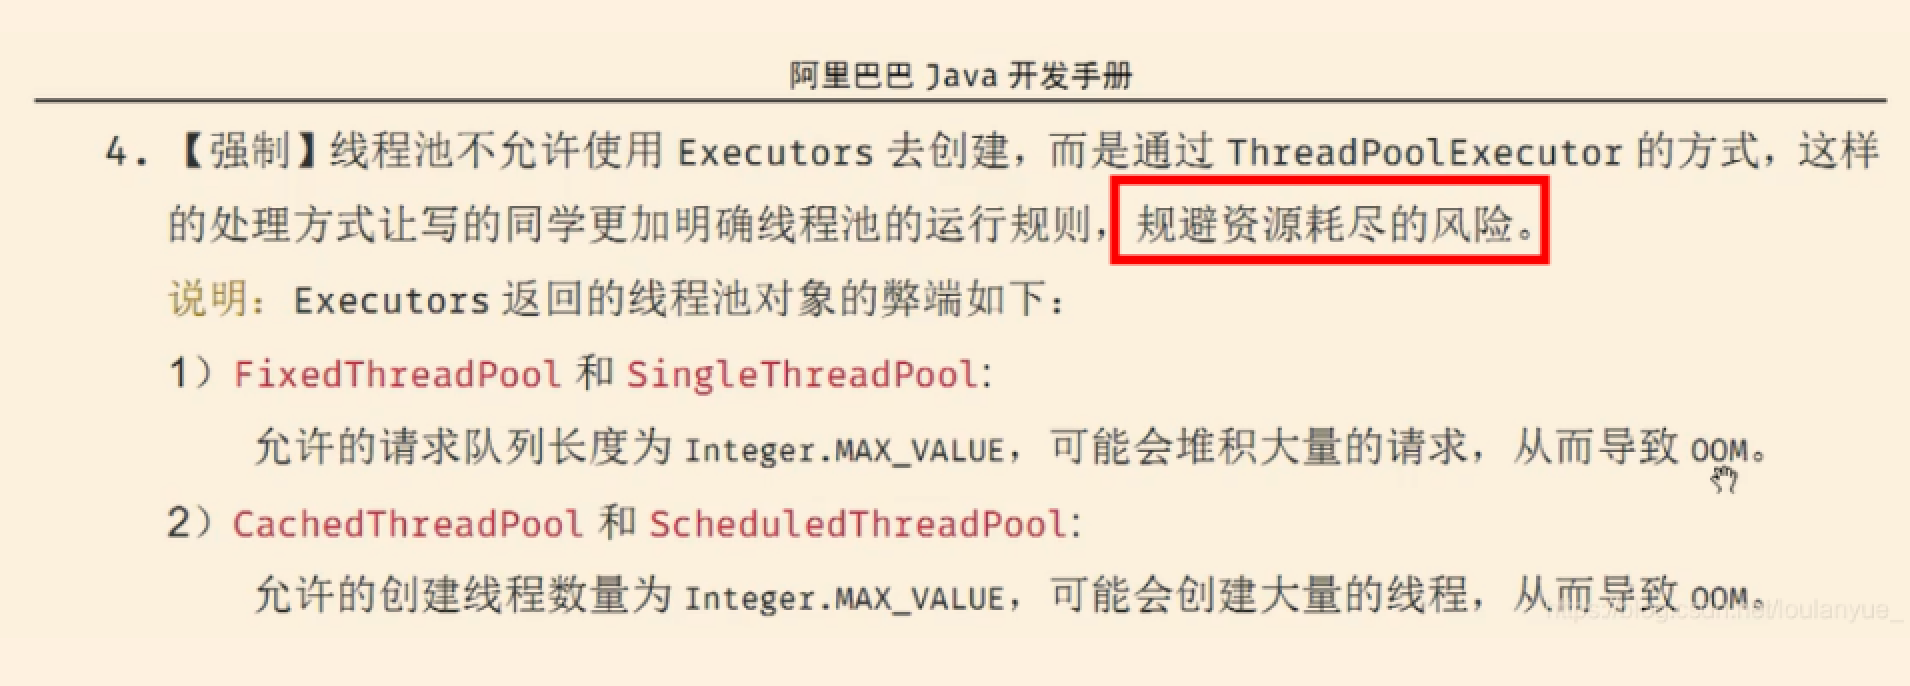 阿里巴巴 Java 开发手册
4. 【强制】线程池不允许使用 Executors 去创建，而是通过 ThreadPoolExecutor 的方式，这样
的处理方式让写的同学更加明确线程池的运行规则，规避资源耗尽的风险。
说明：Executors 返回的线程池对象的弊端如下：
1）FixedThreadPool 和 SingleThreadPool:
允许的请求队列长度为 Integer.MAX_VALUE，可能会堆积大量的请求，从而导致 OOM。
2）CachedThreadPool 和 ScheduledThreadPool:
允许的创建线程数量为 Integer.MAX_VALUE，可能会创建大量的线程，从而导致 OOM。
https://blog.csdn.net/loulanyue_